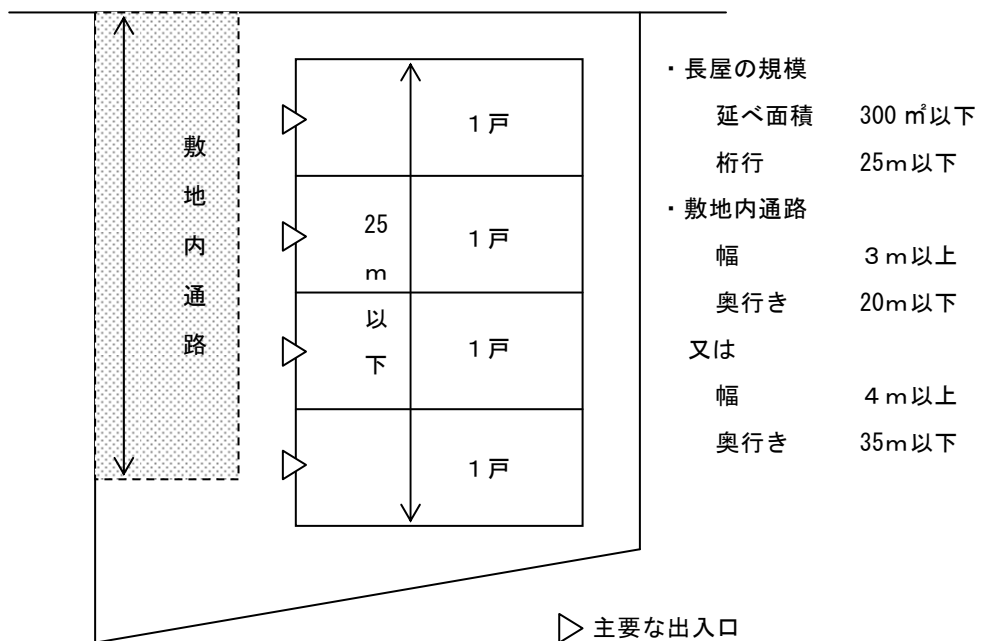 敷地内通路
25m以下
1戸
1戸
1戸
1戸
・長屋の規模
延べ面積 300㎡以下
桁行 25m以下
・敷地内通路
幅 3m以上
奥行き 20m以下
又は
幅 4m以上
奥行き 35m以下
主要な出入口